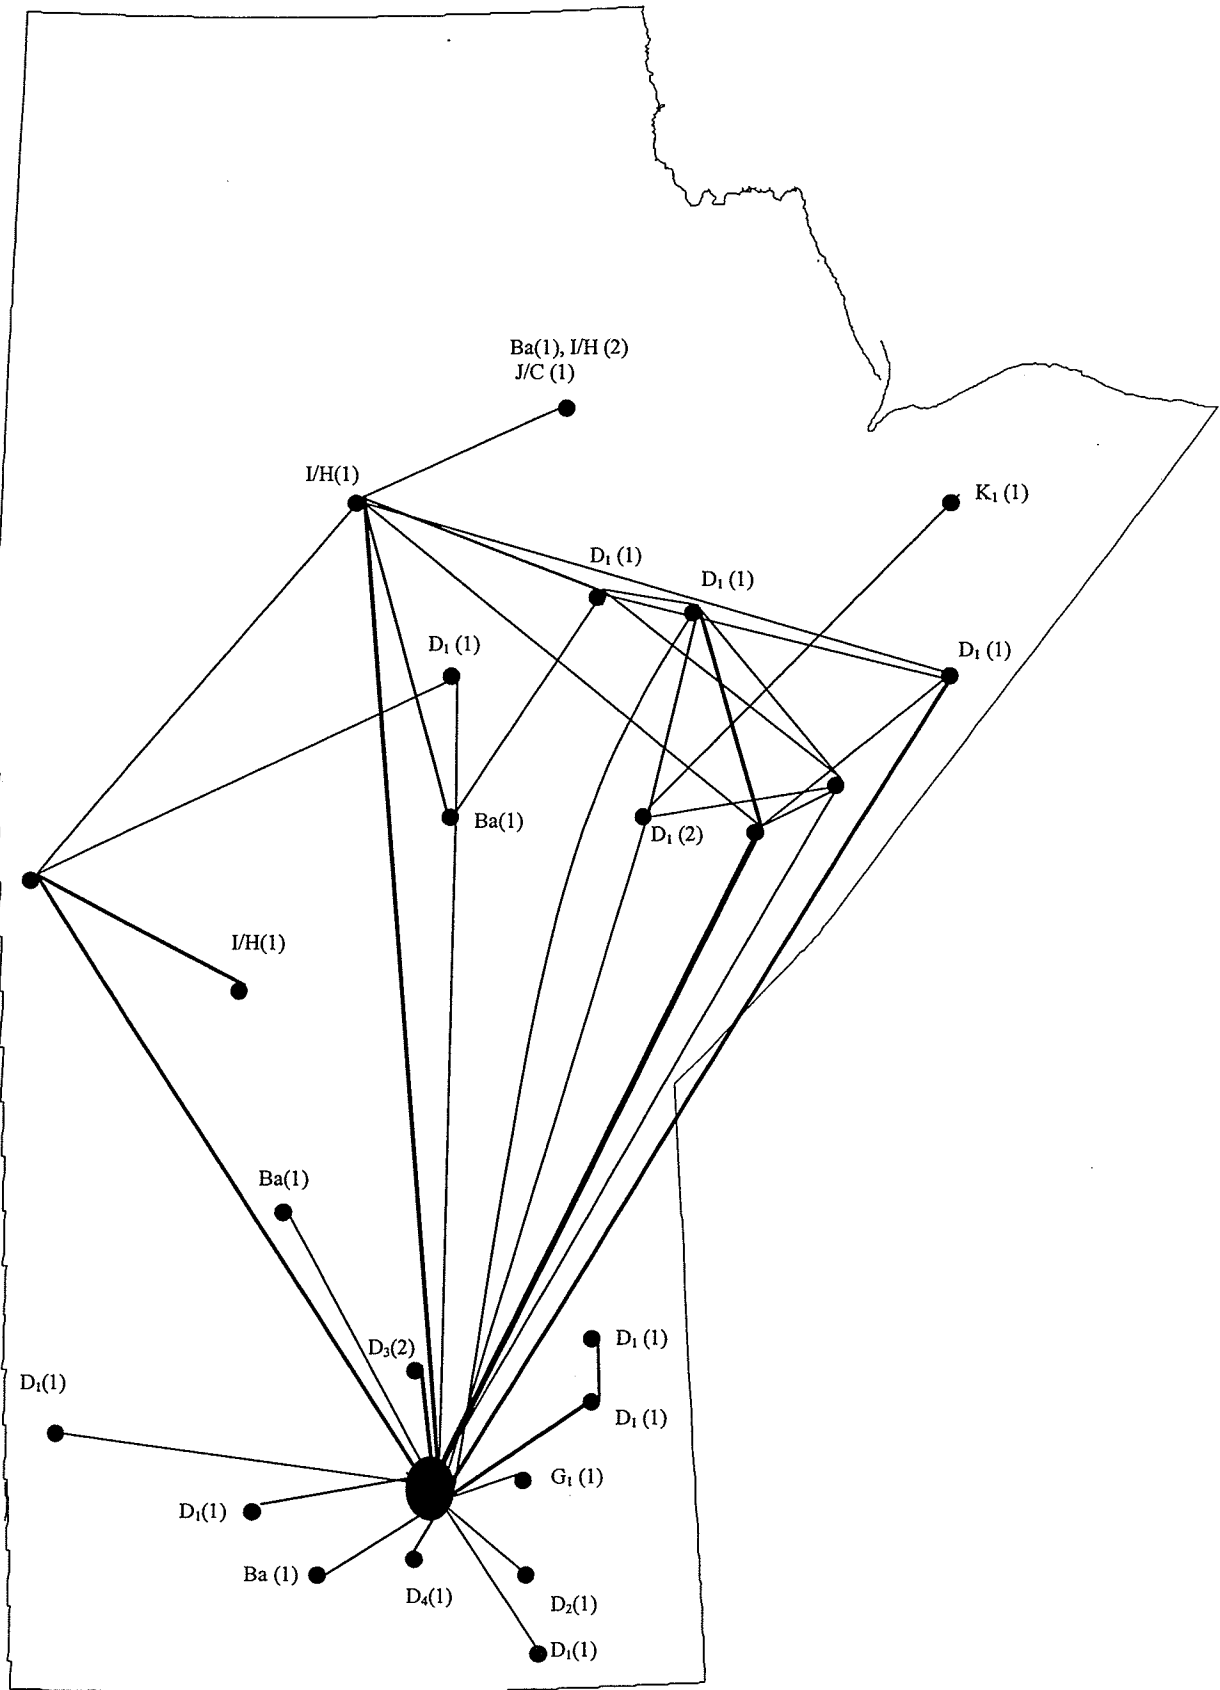 Ba(1), I/H (2)
J/C (1)
I/H(1)
K₁ (1)
D₁ (1)
D₁ (1)
D₁ (1)
D₁ (1)
Ba(1)
D₁ (2)
I/H(1)
Ba(1)
D₃(2)
D₁ (1)
D₁(1)
D₁ (1)
G₁ (1)
D₁(1)
Ba (1)
D₄(1)
D₂(1)
D₁(1)